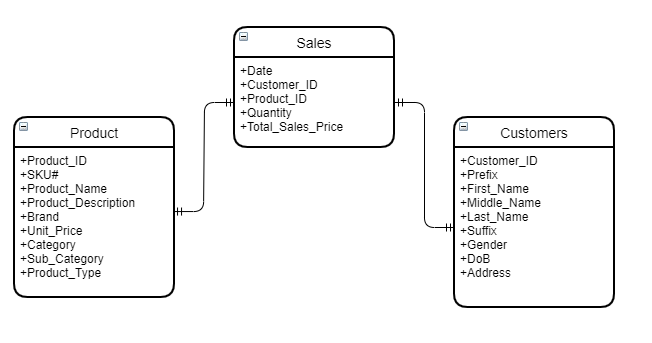 Sales
+Date
+Customer_ID
+Product_ID
+Quantity
+Total_Sales_Price
Product
+Product_ID
+SKU#
+Product_Name
+Product_Description
+Brand
+Unit_Price
+Category
+Sub_Category
+Product_Type
Customers
+Customer_ID
+Prefix
+First_Name
+Middle_Name
+Last_Name
+Suffix
+Gender
+DoB
+Address